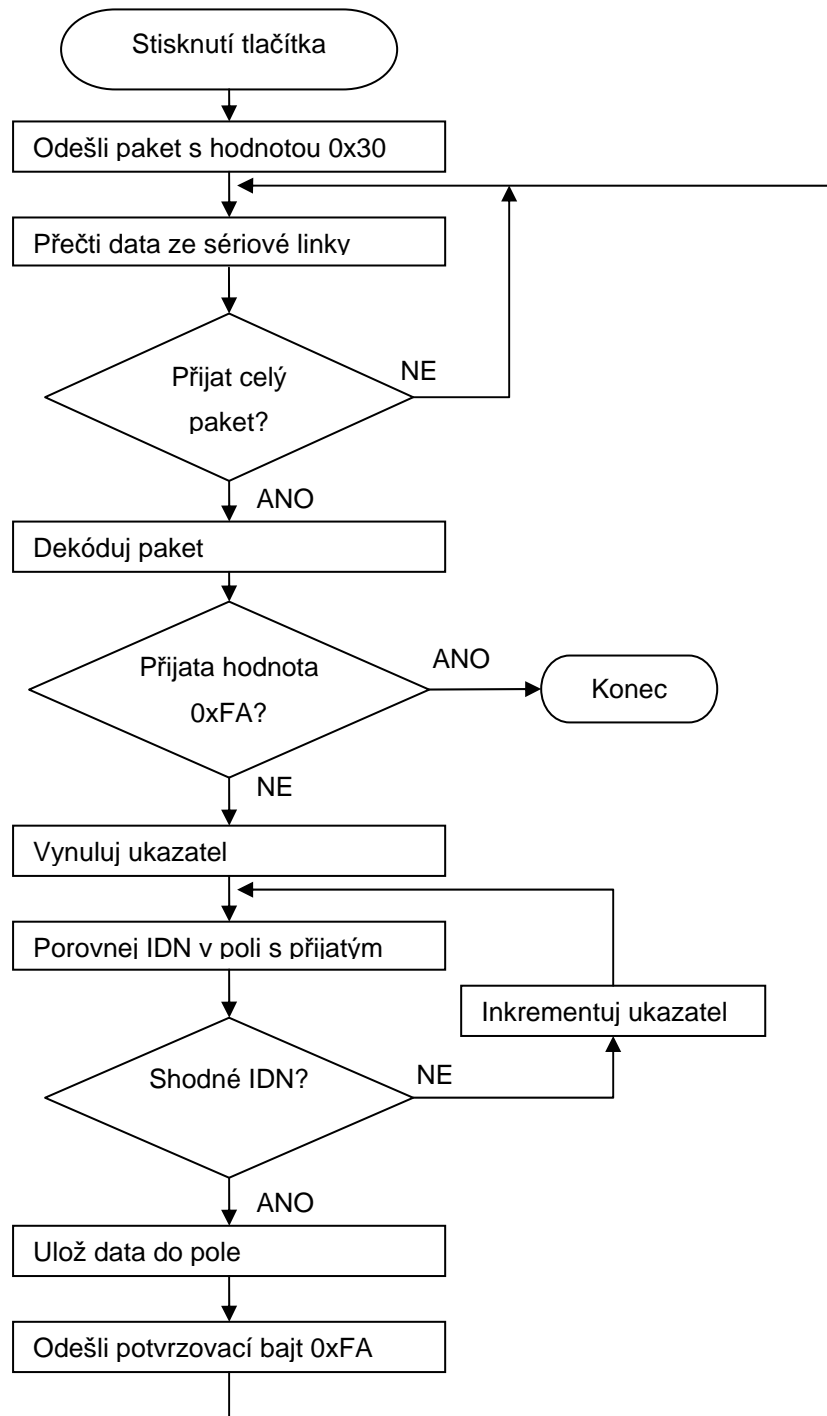 Stisknutí tlačítka
Odešli paket s hodnotou 0x30
Přečti data ze sériové linky
Přijat celý
paket?
NE
ANO
Dekóduj paket
Přijata hodnota
0xFA?
ANO
Konec
NE
Vynuluj ukazatel
Porovnej IDN v poli s přijatým
Inkrementuj ukazatel
Shodné IDN?
NE
ANO
Ulož data do pole
Odešli potvrzovací bajt 0xFA